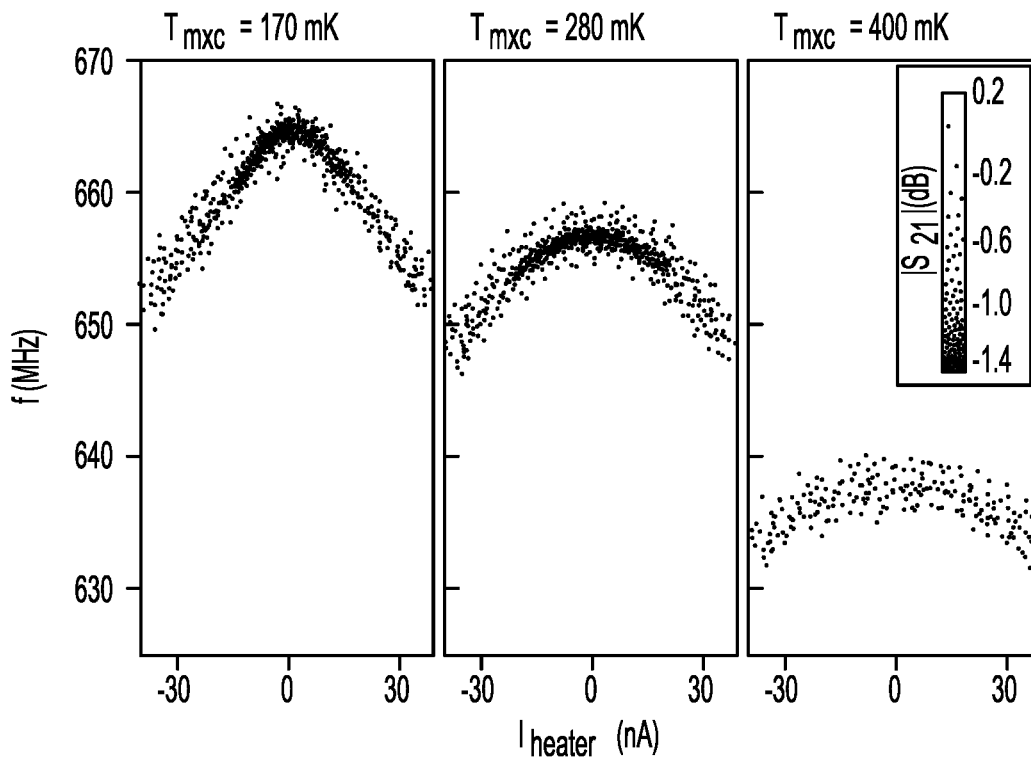 T mxc = 170 mK
T mxc = 280 mK
T mxc = 400 mK
f (MHz)
670
660
650
640
630
|S 21|(dB)
0.2
-0.2
-0.6
-1.0
-1.4
-30 0 30
-30 0 30
-30 0 30
I heater (nA)